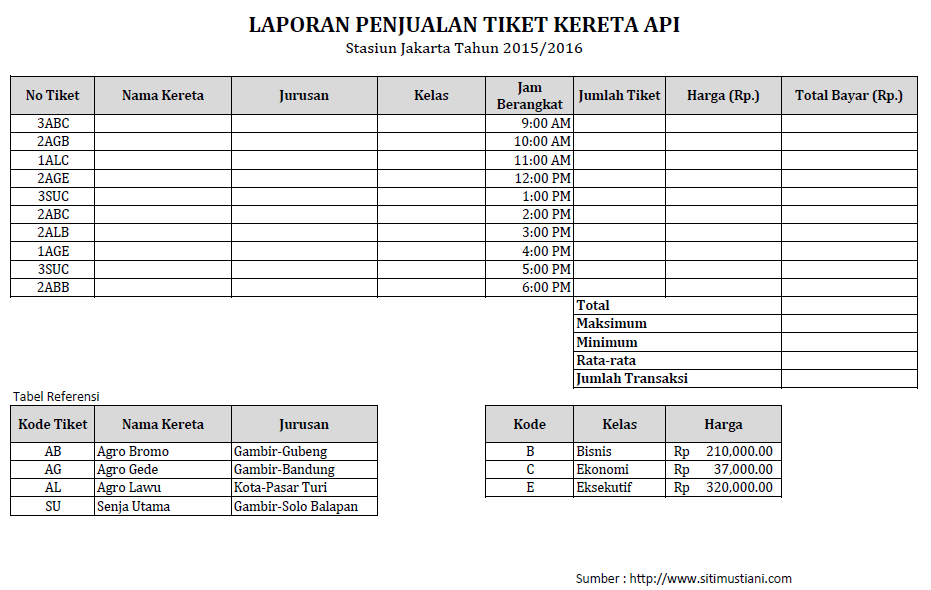 LAPORAN PENJUALAN TIKET KERETA API
Stasiun Jakarta Tahun 2015/2016
No Tiket Nama Kereta Jurusan Kelas Jam Berangkat Jumlah Tiket Harga (Rp.) Total Bayar (Rp.)
3ABC 9:00 AM
2AGB 10:00 AM
1ALC 11:00 AM
2AGE 12:00 PM
3SUC 1:00 PM
2ABC 2:00 PM
2ALB 3:00 PM
1AGE 4:00 PM
3SUC 5:00 PM
2ABB 6:00 PM
Total
Maksimum
Minimum
Rata-rata
Jumlah Transaksi
Tabel Referensi
Kode Tiket Nama Kereta Jurusan Kode Kelas Harga
AB Agro Bromo Gambir-Gubeng B Bisnis Rp 210,000.00
AG Agro Gede Gambir-Bandung C Ekonomi Rp 37,000.00
AL Agro Lawu Kota-Pasar Turi E Eksekutif Rp 320,000.00
SU Senja Utama Gambir-Solo Balapan
Sumber : http://www.sitimustiani.com